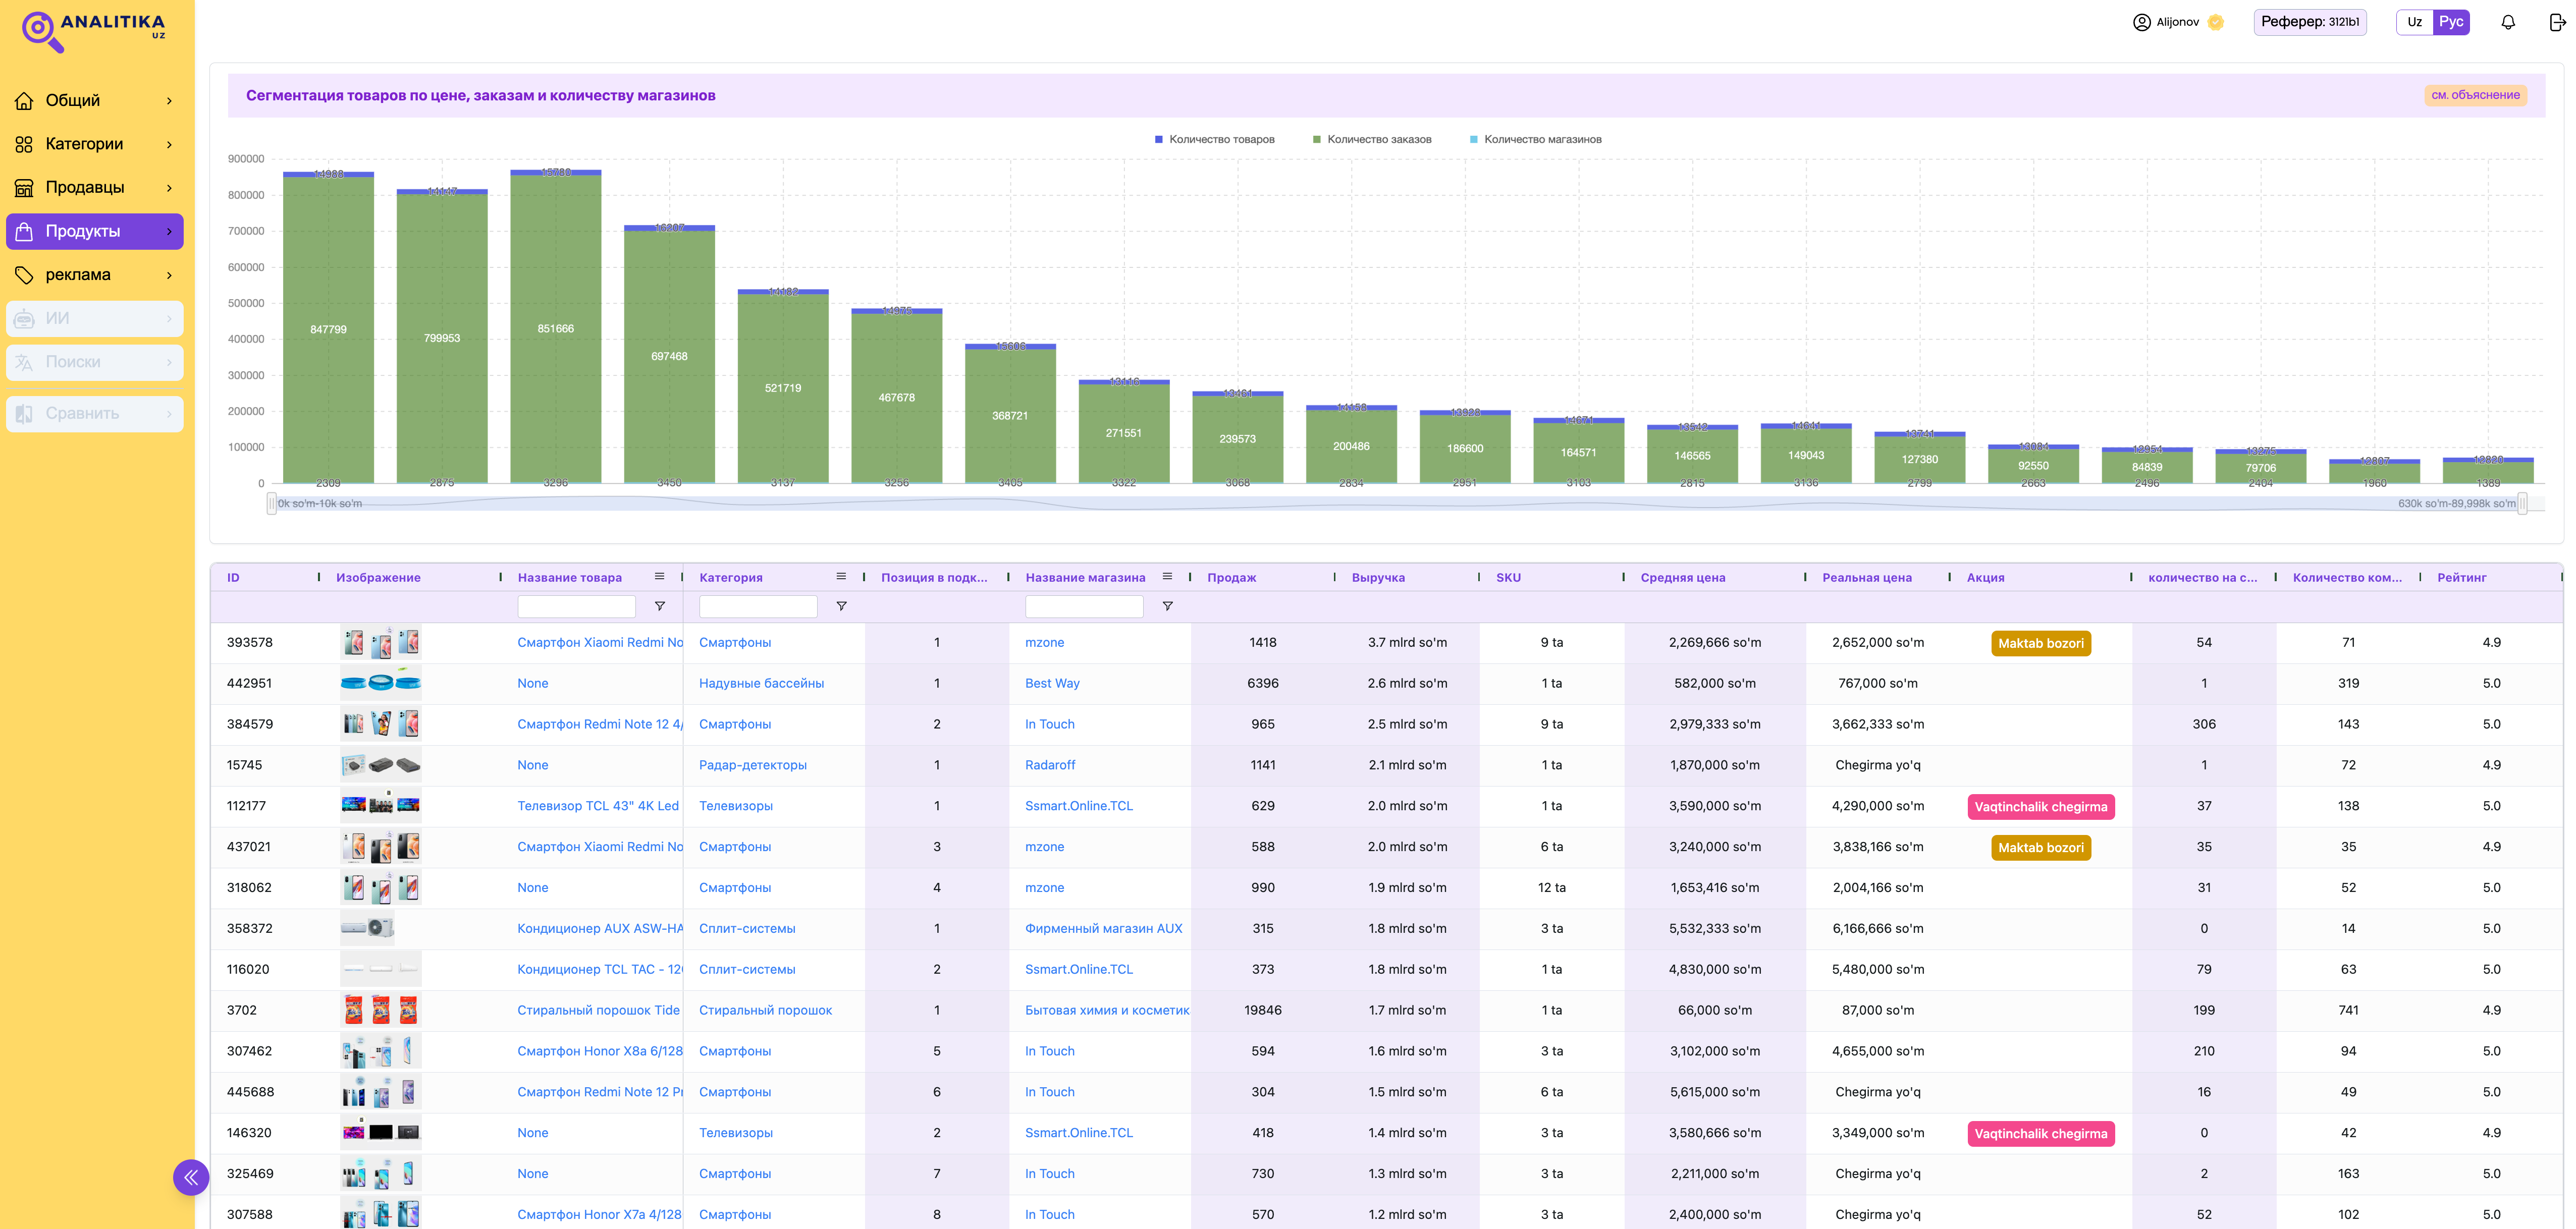 ANALITIKA
UZ
Alijonov
Реферер: 3121b1
Uz Рус
Общий
Категории
Продавцы
Продукты
реклама
ИИ
Поиски
Сравнить
Сегментация товаров по цене, заказам и количеству магазинов
см. объяснение
Количество товаров Количество заказов Количество магазинов
900000
800000
700000
600000
500000
400000
300000
200000
100000
0
14988 14147 15780 16207 14182 14975 15606 13116 13461 14158 13928 14671 13542 14641 13741 13084 12954 13275 12807 12820
847799 799953 851666 697468 521719 467678 368721 271551 239573 200486 186600 164571 146565 149043 127380 92550 84839 79706
2309 2875 3296 3450 3137 3256 3405 3322 3068 2834 2951 3103 2815 3136 2799 2663 2496 2404 1960 1389
0k so'm-10k so'm 630k so'm-89,998k so'm
ID Изображение Название товара Категория Позиция в подк... Название магазина Продаж Выручка SKU Средняя цена Реальная цена Акция количество на с... Количество ком... Рейтинг
393578 Смартфон Xiaomi Redmi No Смартфоны 1 mzone 1418 3.7 mlrd so'm 9 ta 2,269,666 so'm 2,652,000 so'm Maktab bozori 54 71 4.9
442951 None Надувные бассейны 1 Best Way 6396 2.6 mlrd so'm 1 ta 582,000 so'm 767,000 so'm 1 319 5.0
384579 Смартфон Redmi Note 12 4/ Смартфоны 2 In Touch 965 2.5 mlrd so'm 9 ta 2,979,333 so'm 3,662,333 so'm 306 143 5.0
15745 None Радар-детекторы 1 Radaroff 1141 2.1 mlrd so'm 1 ta 1,870,000 so'm Chegirma yo'q 1 72 4.9
112177 Телевизор TCL 43" 4K Led Телевизоры 1 Ssmart.Online.TCL 629 2.0 mlrd so'm 1 ta 3,590,000 so'm 4,290,000 so'm Vaqtinchalik chegirma 37 138 5.0
437021 Смартфон Xiaomi Redmi No Смартфоны 3 mzone 588 2.0 mlrd so'm 6 ta 3,240,000 so'm 3,838,166 so'm Maktab bozori 35 35 4.9
318062 None Смартфоны 4 mzone 990 1.9 mlrd so'm 12 ta 1,653,416 so'm 2,004,166 so'm 31 52 5.0
358372 Кондиционер AUX ASW-HA Сплит-системы 1 Фирменный магазин AUX 315 1.8 mlrd so'm 3 ta 5,532,333 so'm 6,166,666 so'm 0 14 5.0
116020 Кондиционер TCL TAC - 12 Сплит-системы 2 Ssmart.Online.TCL 373 1.8 mlrd so'm 1 ta 4,830,000 so'm 5,480,000 so'm 79 63 5.0
3702 Стиральный порошок Tide Стиральный порошок 1 Бытовая химия и косметик 19846 1.7 mlrd so'm 1 ta 66,000 so'm 87,000 so'm 199 741 4.9
307462 Смартфон Honor X8a 6/128 Смартфоны 5 In Touch 594 1.6 mlrd so'm 3 ta 3,102,000 so'm 4,655,000 so'm 210 94 5.0
445688 Смартфон Redmi Note 12 Pr Смартфоны 6 In Touch 304 1.5 mlrd so'm 6 ta 5,615,000 so'm Chegirma yo'q 16 49 5.0
146320 None Телевизоры 2 Ssmart.Online.TCL 418 1.4 mlrd so'm 3 ta 3,580,666 so'm 3,349,000 so'm Vaqtinchalik chegirma 0 42 4.9
325469 None Смартфоны 7 In Touch 730 1.3 mlrd so'm 3 ta 2,211,000 so'm Chegirma yo'q 2 163 5.0
307588 Смартфон Honor X7a 4/128 Смартфоны 8 In Touch 570 1.2 mlrd so'm 3 ta 2,400,000 so'm Chegirma yo'q 52 102 5.0